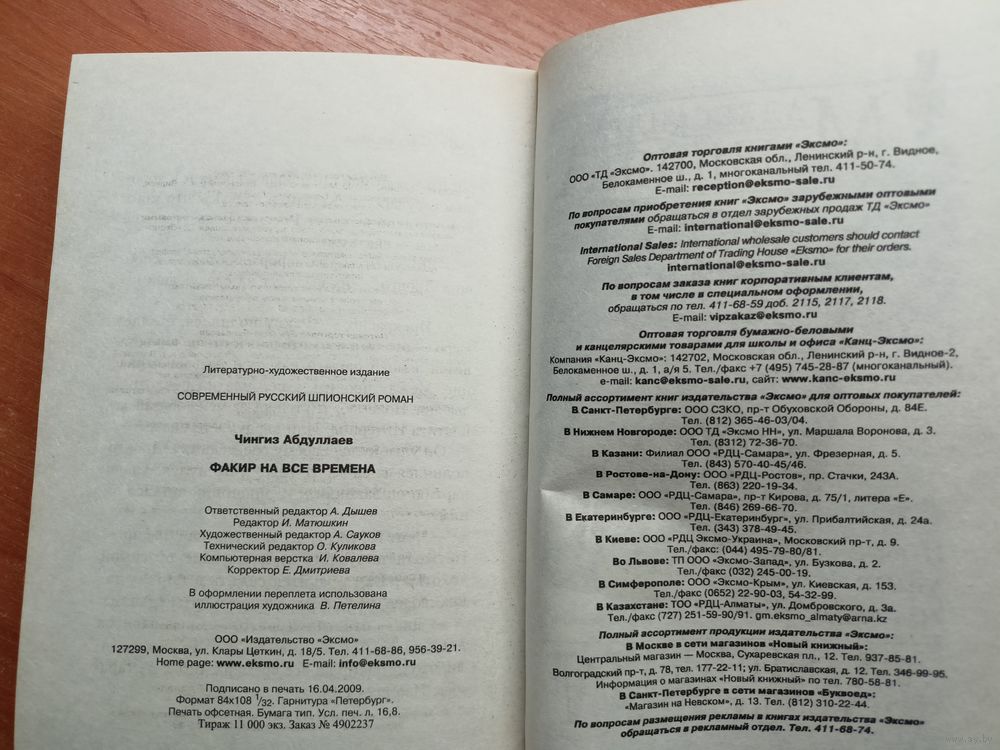 Литературно-художественное издание
СОВРЕМЕННЫЙ РУССКИЙ ШПИОНСКИЙ РОМАН
Чингиз Абдуллаев
ФАКИР НА ВСЕ ВРЕМЕНА
Ответственный редактор А. Дышев
Редактор И. Матюшкин
Художественный редактор А. Сауков
Технический редактор О. Куликова
Компьютерная верстка И. Ковалева
Корректор Е. Дмитриева
В оформлении переплета использована
иллюстрация художника В. Петелина
ООО «Издательство «Эксмо»
127299, Москва, ул. Клары Цеткин, д. 18/5. Тел. 411-68-86, 956-39-21.
Home page: www.eksmo.ru E-mail: info@eksmo.ru
Подписано в печать 16.04.2009.
Формат 84x108 1/32. Гарнитура «Петербург».
Печать офсетная. Бумага тип. Усл. печ. л. 16,8.
Тираж 11 000 экз. Заказ № 4902237
Оптовая торговля книгами «Эксмо»:
ООО «ТД «Эксмо». 142700, Московская обл., Ленинский р-н, г. Видное,
Белокаменное ш., д. 1, многоканальный тел. 411-50-74.
E-mail: reception@eksmo-sale.ru
По вопросам приобретения книг «Эксмо» зарубежными оптовыми
покупателями обращаться в отдел зарубежных продаж ТД «Эксмо»
E-mail: international@eksmo-sale.ru
International Sales: International wholesale customers should contact
Foreign Sales Department of Trading House «Eksmo» for their orders.
international@eksmo-sale.ru
По вопросам заказа книг корпоративным клиентам,
в том числе в специальном оформлении,
обращаться по тел. 411-68-59 доб. 2115, 2117, 2118.
E-mail: vipzakaz@eksmo.ru
Оптовая торговля бумажно-беловыми
и канцелярскими товарами для школы и офиса «Канц-Эксмо»:
Компания «Канц-Эксмо»: 142702, Московская обл., Ленинский р-н, г. Видное-2,
Белокаменное ш., д. 1, а/я 5. Тел./факс +7 (495) 745-28-87 (многоканальный).
e-mail: kanc@eksmo-sale.ru, сайт: www.kanc-eksmo.ru
Полный ассортимент книг издательства «Эксмо» для оптовых покупателей:
В Санкт-Петербурге: ООО СЗКО, пр-т Обуховской Обороны, д. 84Е.
Тел. (812) 365-46-03/04.
В Нижнем Новгороде: ООО ТД «Эксмо НН», ул. Маршала Воронова, д. 3.
Тел. (8312) 72-36-70.
В Казани: Филиал ООО «РДЦ-Самара», ул. Фрезерная, д. 5.
Тел. (843) 570-40-45/46.
В Ростове-на-Дону: ООО «РДЦ-Ростов», пр. Стачки, 243А.
Тел. (863) 220-19-34.
В Самаре: ООО «РДЦ-Самара», пр-т Кирова, д. 75/1, литера «Е».
Тел. (846) 269-66-70.
В Екатеринбурге: ООО «РДЦ-Екатеринбург», ул. Прибалтийская, д. 24а.
Тел. (343) 378-49-45.
В Киеве: ООО «РДЦ Эксмо-Украина», Московский пр-т, д. 9.
Тел./факс: (044) 495-79-80/81.
Во Львове: ТП ООО «Эксмо-Запад», ул. Бузкова, д. 2.
Тел./факс (032) 245-00-19.
В Симферополе: ООО «Эксмо-Крым», ул. Киевская, д. 153.
Тел./факс (0652) 22-90-03, 54-32-99.
В Казахстане: ТОО «РДЦ-Алматы», ул. Домбровского, д. 3а.
Тел./факс (727) 251-59-90/91. gm.eksmo_almaty@arna.kz
Полный ассортимент продукции издательства «Эксмо»:
В Москве в сети магазинов «Новый книжный»:
Центральный магазин — Москва, Сухаревская пл., 12. Тел. 937-85-81.
Волгоградский пр-т, д. 78, тел. 177-22-11; ул. Братиславская, д. 12. Тел. 346-99-95.
Информация о магазинах «Новый книжный» по тел. 780-58-81.
В Санкт-Петербурге в сети магазинов «Буквоед»:
«Магазин на Невском», д. 13. Тел. (812) 310-22-44.
По вопросам размещения рекламы в книгах издательства «Эксмо»
обращаться в рекламный отдел. Тел. 411-68-74.